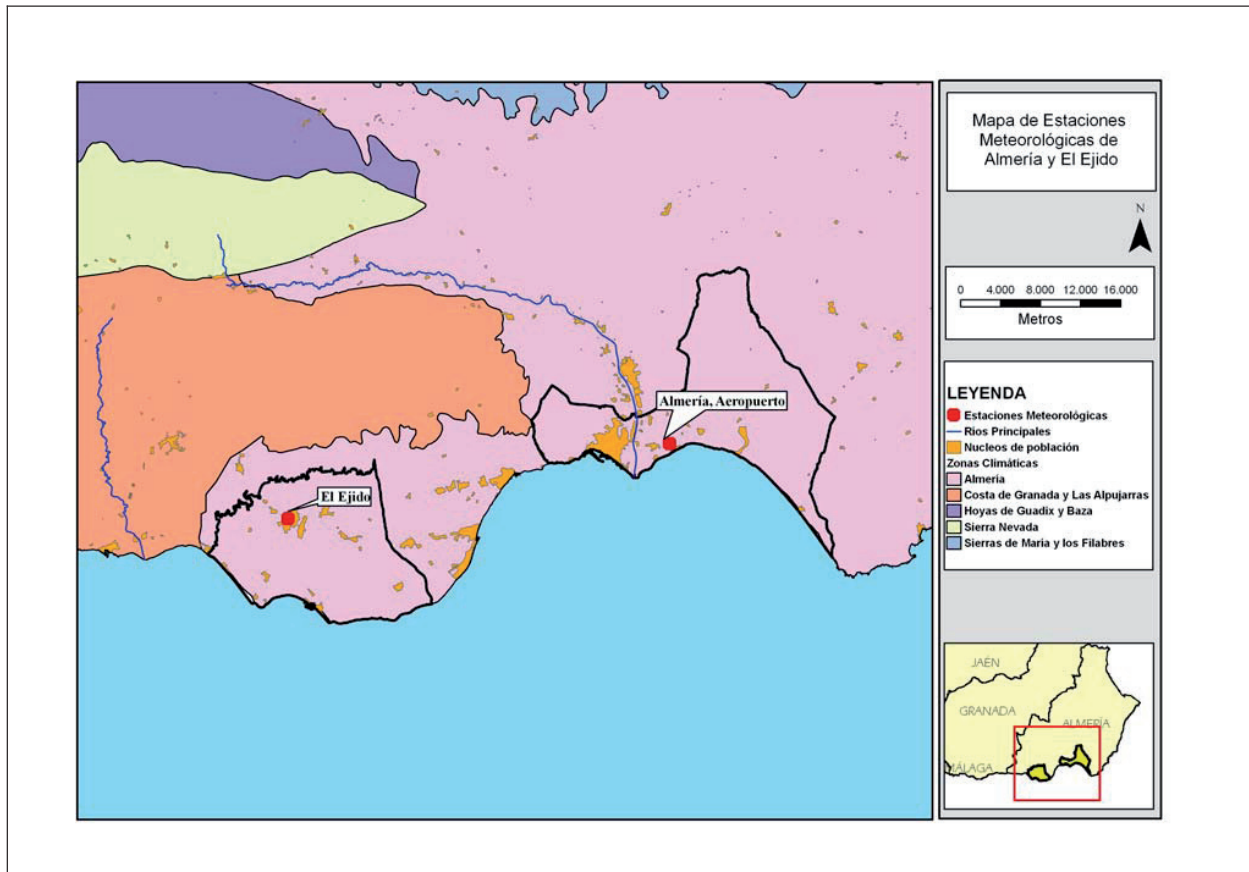 Mapa de Estaciones
Meteorológicas de
Almería y El Ejido
N
0 4.000 8.000 12.000 16.000
Metros
LEYENDA
Estaciones Meteorológicas
Rios Principales
Nucleos de población
Zonas Climáticas
Almería
Costa de Granada y Las Alpujarras
Hoyas de Guadix y Baza
Sierra Nevada
Sierras de Maria y los Filabres
Almería, Aeropuerto
El Ejido
JAÉN
GRANADA
ALMERÍA
MÁLAGA